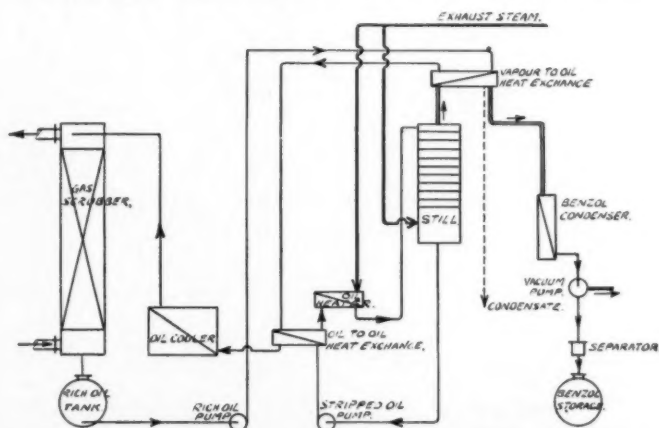 EXHAUST STEAM.
VAPOUR TO OIL
HEAT EXCHANGE
GAS
SCRUBBER.
STILL
BENZOL
CONDENSER.
OIL
HEATER.
VACUUM
PUMP.
CONDENSATE.
OIL COOLER
OIL TO OIL
HEAT EXCHANGE.
SEPARATOR
RICH OIL
TANK
RICH OIL
PUMP.
STRIPPED OIL
PUMP.
BENZOL
STORAGE.